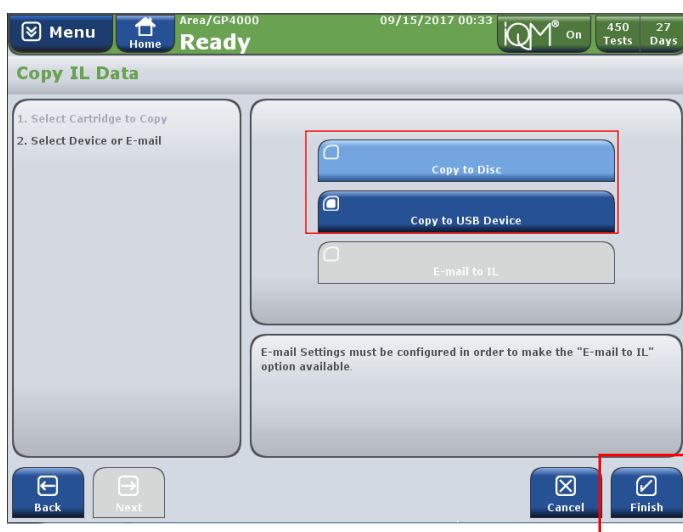 Menu
Home
Area/GP4000
Ready
09/15/2017 00:33
iQM® On
450 Tests
27 Days
Copy IL Data
1. Select Cartridge to Copy
2. Select Device or E-mail
Copy to Disc
Copy to USB Device
E-mail to IL
E-mail Settings must be configured in order to make the "E-mail to IL"
option available.
Back
Next
Cancel
Finish